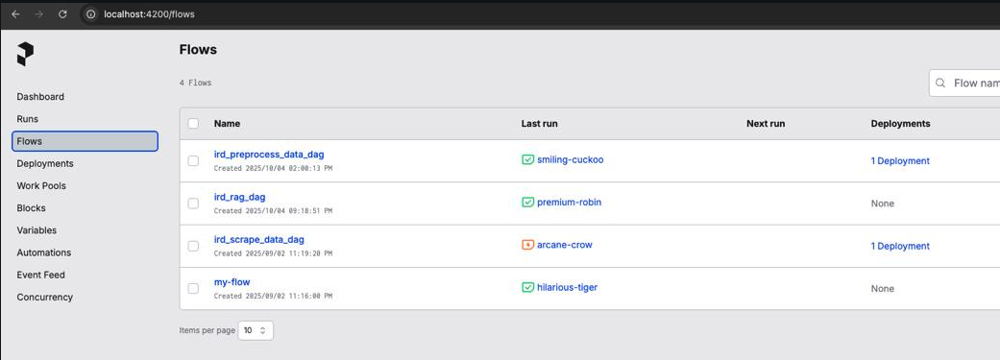 localhost:4200/flows
Flows
4 Flows
Flow nam
Dashboard
Runs
Flows
Deployments
Work Pools
Blocks
Variables
Automations
Event Feed
Concurrency
Name Last run Next run Deployments
ird_preprocess_data_dag smiling-cuckoo 1 Deployment
Created 2025/10/04 02:00:13 PM
ird_rag_dag premium-robin None
Created 2025/10/04 09:18:51 PM
ird_scrape_data_dag arcane-crow 1 Deployment
Created 2025/09/02 11:19:20 PM
my-flow hilarious-tiger None
Created 2025/09/02 11:16:00 PM
Items per page 10